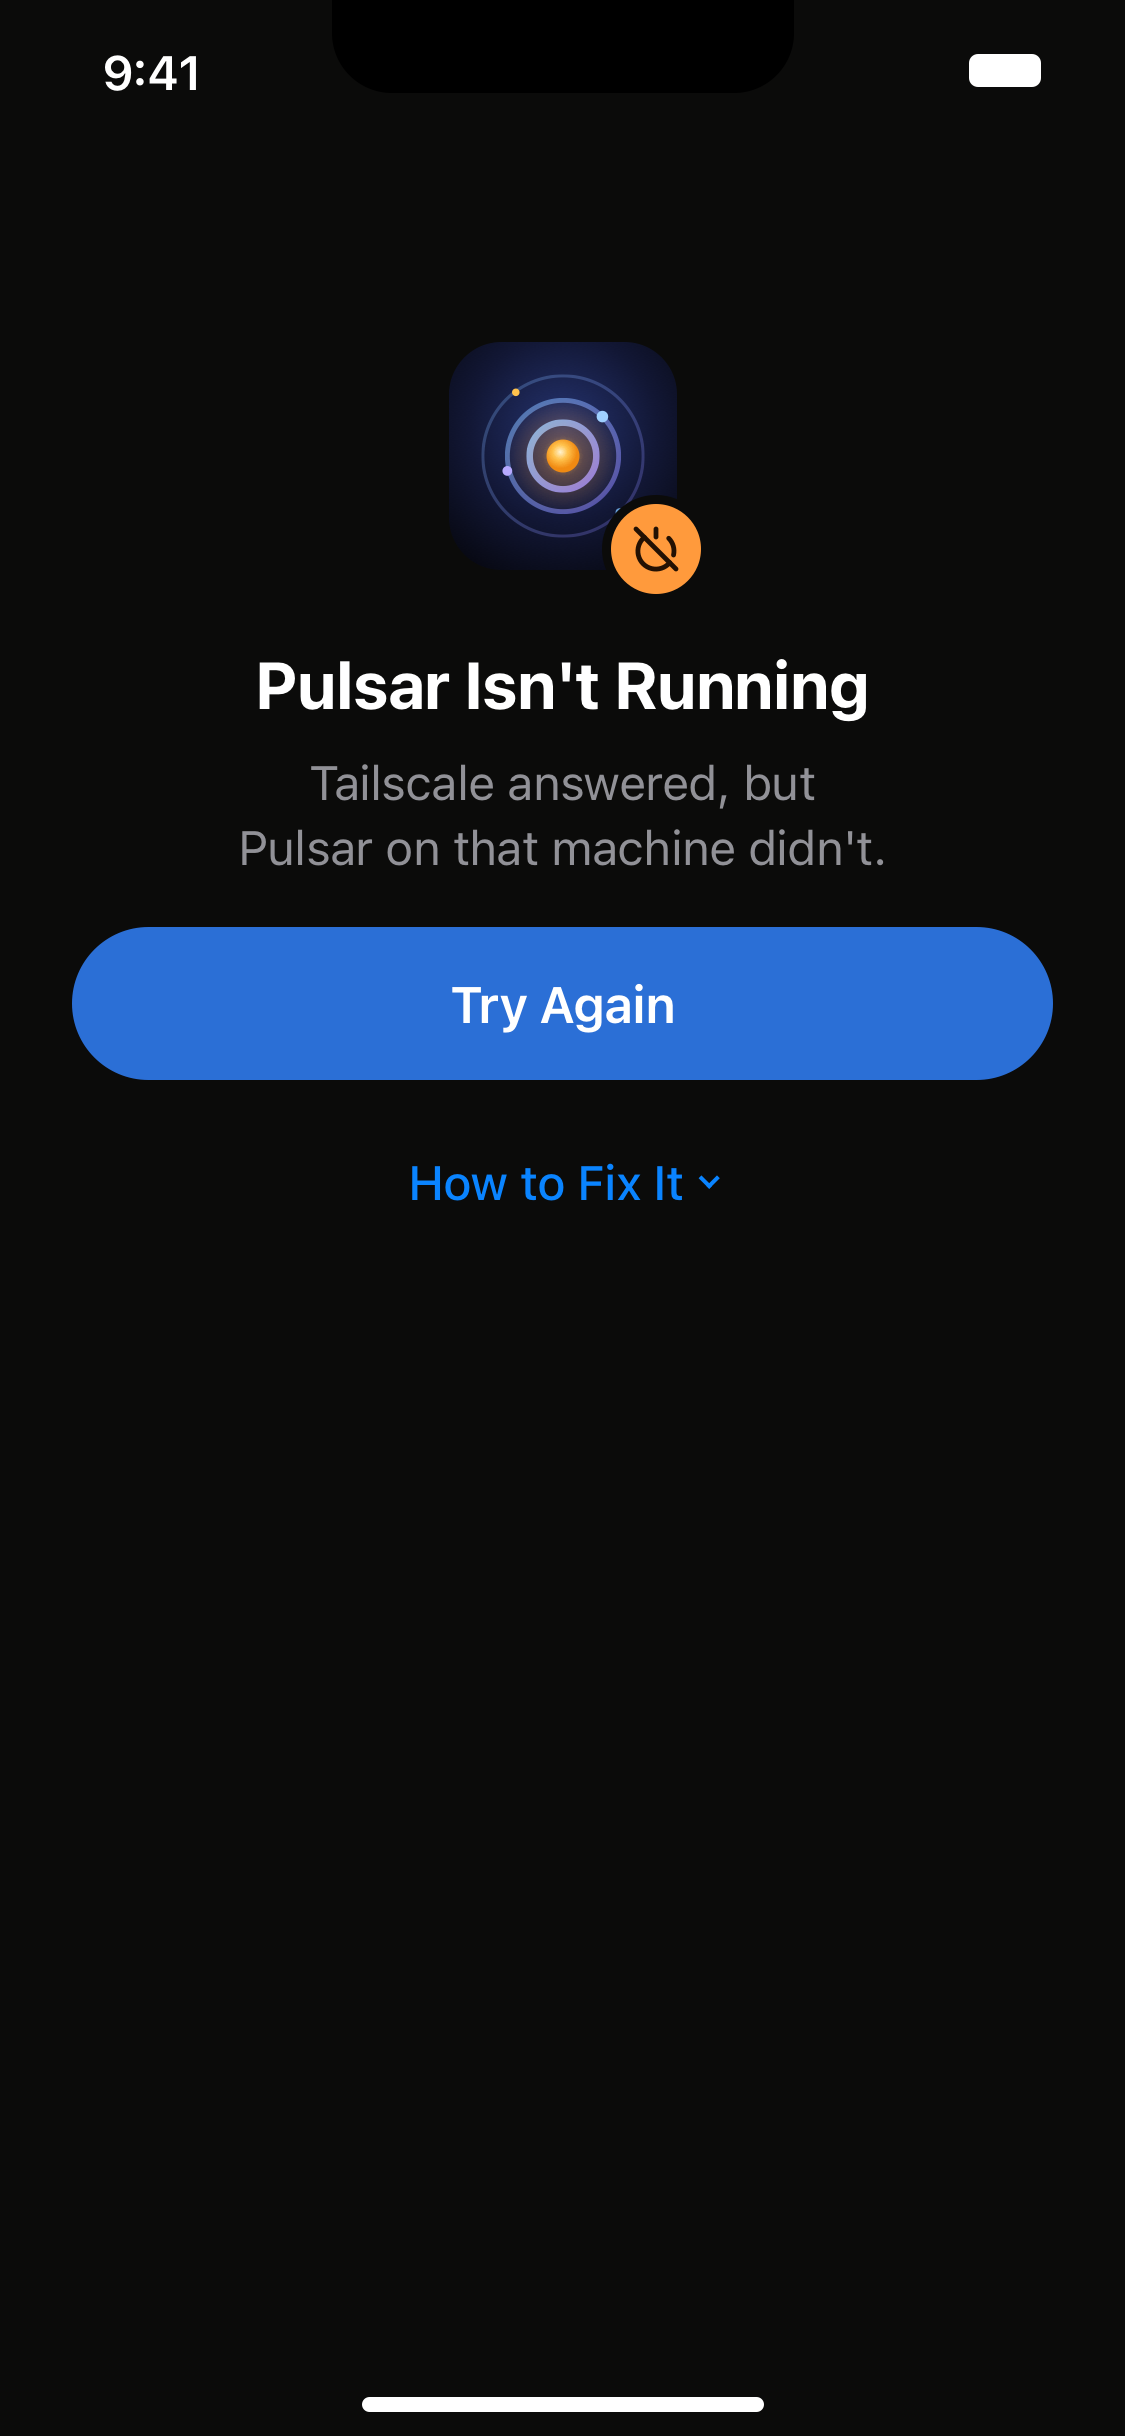 9:41
Pulsar Isn't Running
Tailscale answered, but
Pulsar on that machine didn't.
Try Again
How to Fix It